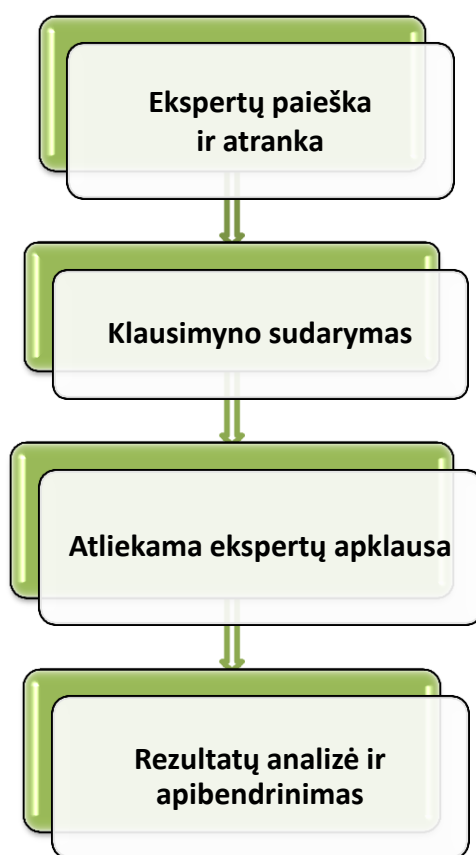 Ekspertų paieška
ir atranka
Klausimyno sudarymas
Atliekama ekspertų apklausa
Rezultatų analizė ir
apibendrinimas